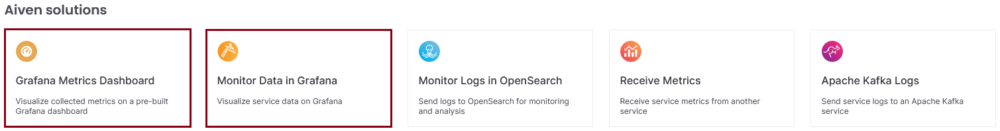 Aiven solutions
Grafana Metrics Dashboard
Visualize collected metrics on a pre-built
Grafana dashboard
Monitor Data in Grafana
Visualize service data on Grafana
Monitor Logs in OpenSearch
Send logs to OpenSearch for monitoring
and analysis
Receive Metrics
Receive service metrics from another
service
Apache Kafka Logs
Send service logs to an Apache Kafka
service